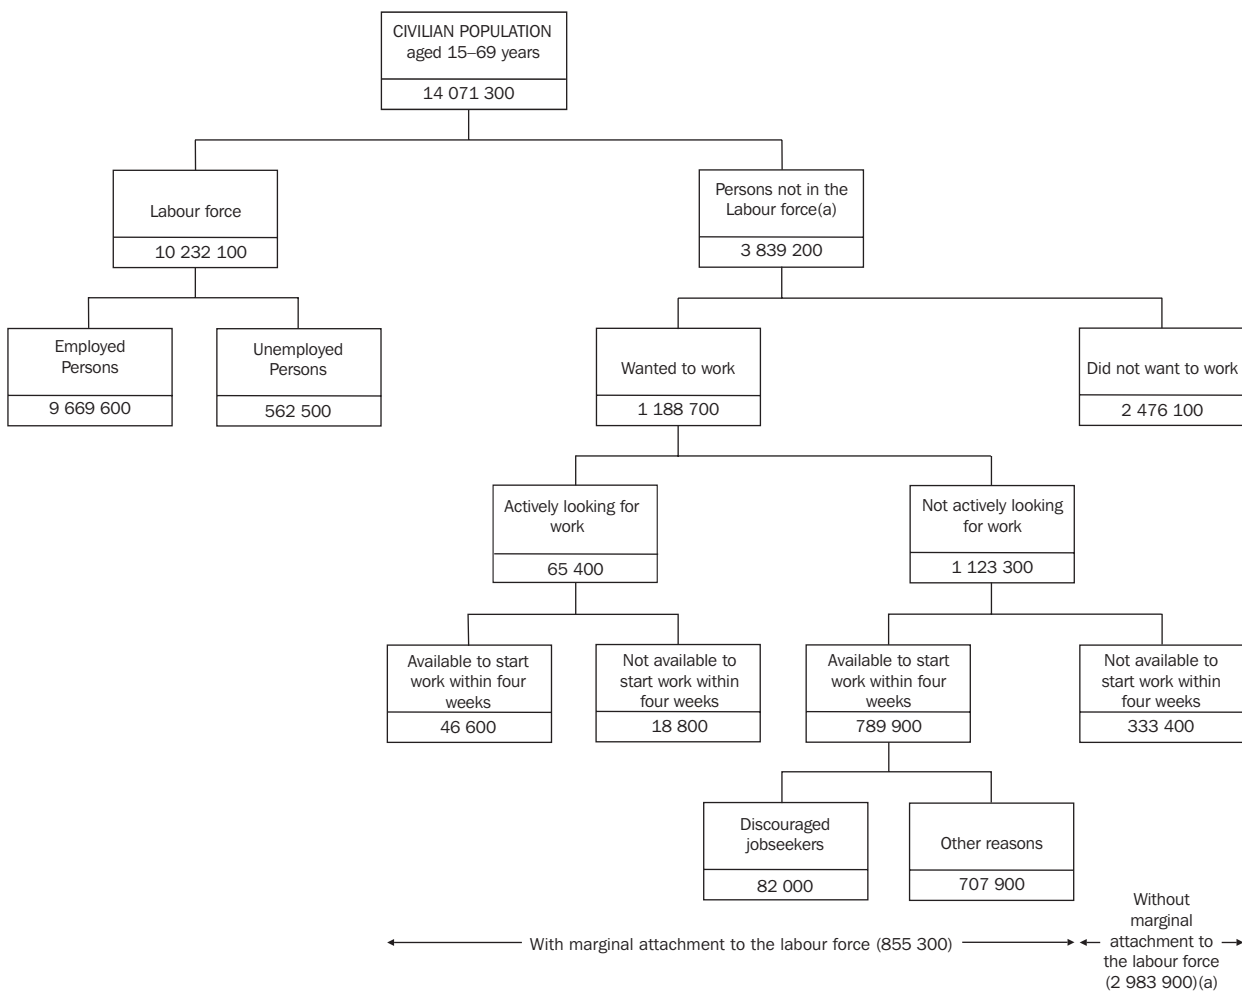 CIVILIAN POPULATION
aged 15–69 years
14 071 300
Labour force
10 232 100
Persons not in the
Labour force(a)
3 839 200
Employed
Persons
9 669 600
Unemployed
Persons
562 500
Wanted to work
1 188 700
Did not want to work
2 476 100
Actively looking for
work
65 400
Not actively looking
for work
1 123 300
Available to start
work within four
weeks
46 600
Not available to
start work within
four weeks
18 800
Available to start
work within four
weeks
789 900
Not available to
start work within
four weeks
333 400
Discouraged
jobseekers
82 000
Other reasons
707 900
With marginal attachment to the labour force (855 300)
Without
marginal
attachment to
the labour force
(2 983 900)(a)